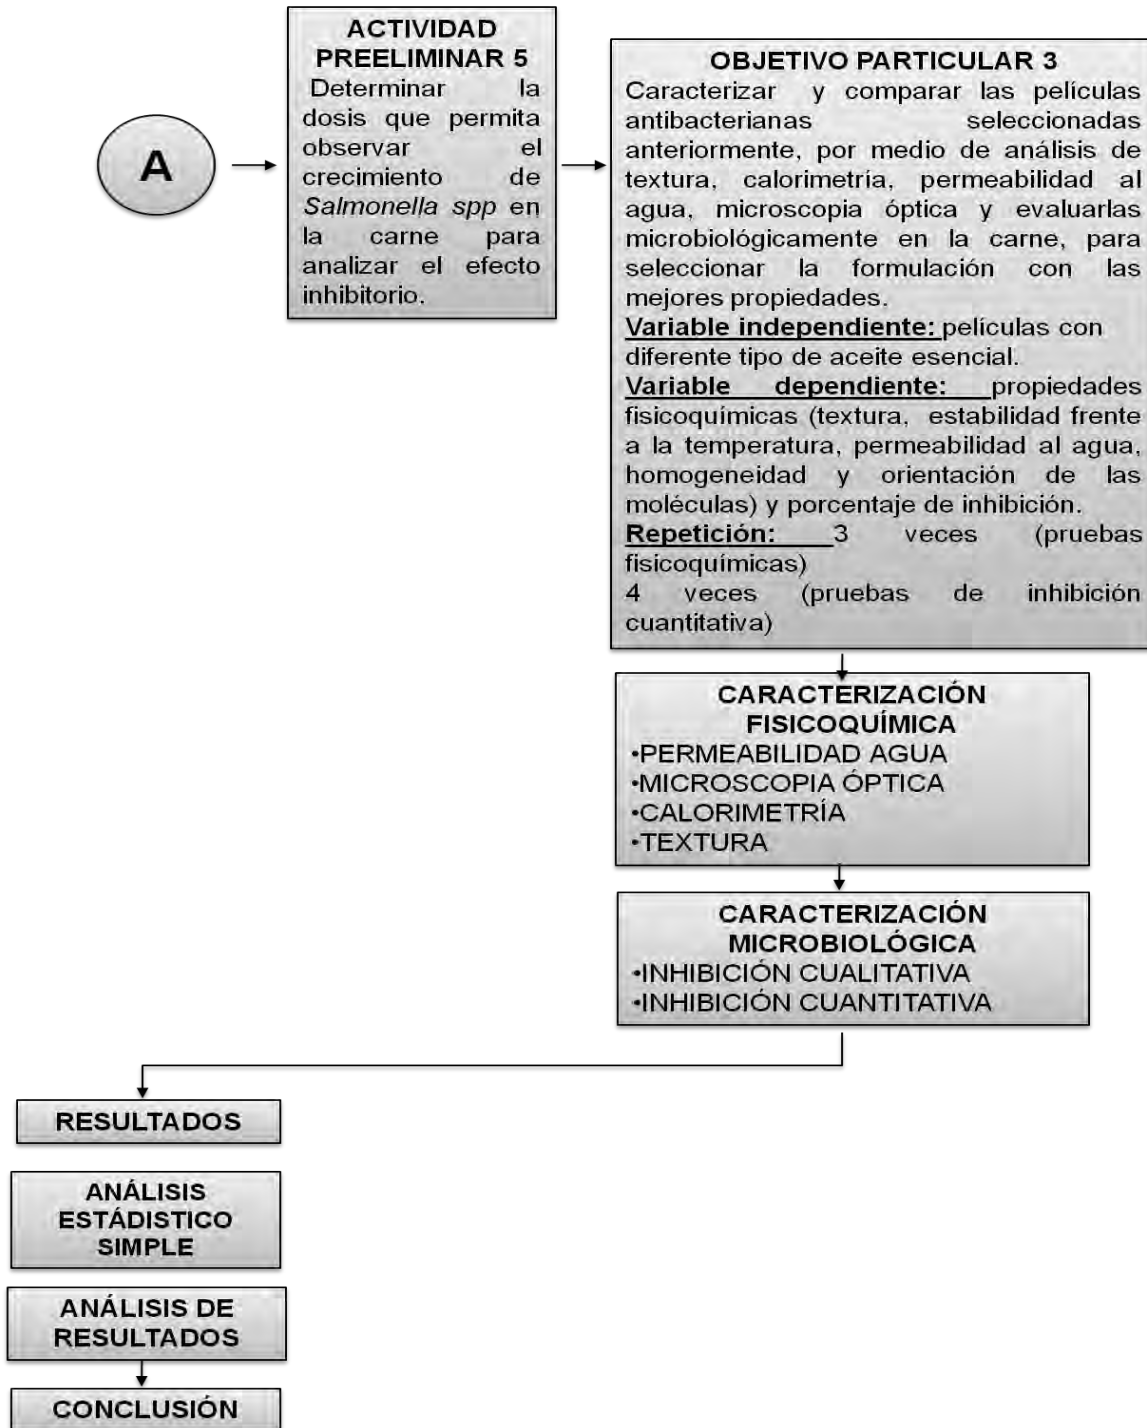 A
ACTIVIDAD
PREELIMINAR 5
Determinar la
dosis que permita
observar el
crecimiento de
Salmonella spp en
la carne para
analizar el efecto
inhibitorio.
OBJETIVO PARTICULAR 3
Caracterizar y comparar las películas
antibacterianas seleccionadas
anteriormente, por medio de análisis de
textura, calorimetría, permeabilidad al
agua, microscopia óptica y evaluarlas
microbiológicamente en la carne, para
seleccionar la formulación con las
mejores propiedades.
Variable independiente: películas con
diferente tipo de aceite esencial.
Variable dependiente: propiedades
fisicoquímicas (textura, estabilidad frente
a la temperatura, permeabilidad al agua,
homogeneidad y orientación de las
moléculas) y porcentaje de inhibición.
Repetición: 3 veces (pruebas
fisicoquímicas)
4 veces (pruebas de inhibición
cuantitativa)
CARACTERIZACIÓN
FISICOQUÍMICA
•PERMEABILIDAD AGUA
•MICROSCOPIA ÓPTICA
•CALORIMETRÍA
•TEXTURA
CARACTERIZACIÓN
MICROBIOLÓGICA
•INHIBICIÓN CUALITATIVA
•INHIBICIÓN CUANTITATIVA
RESULTADOS
ANÁLISIS
ESTÁDISTICO
SIMPLE
ANÁLISIS DE
RESULTADOS
CONCLUSIÓN